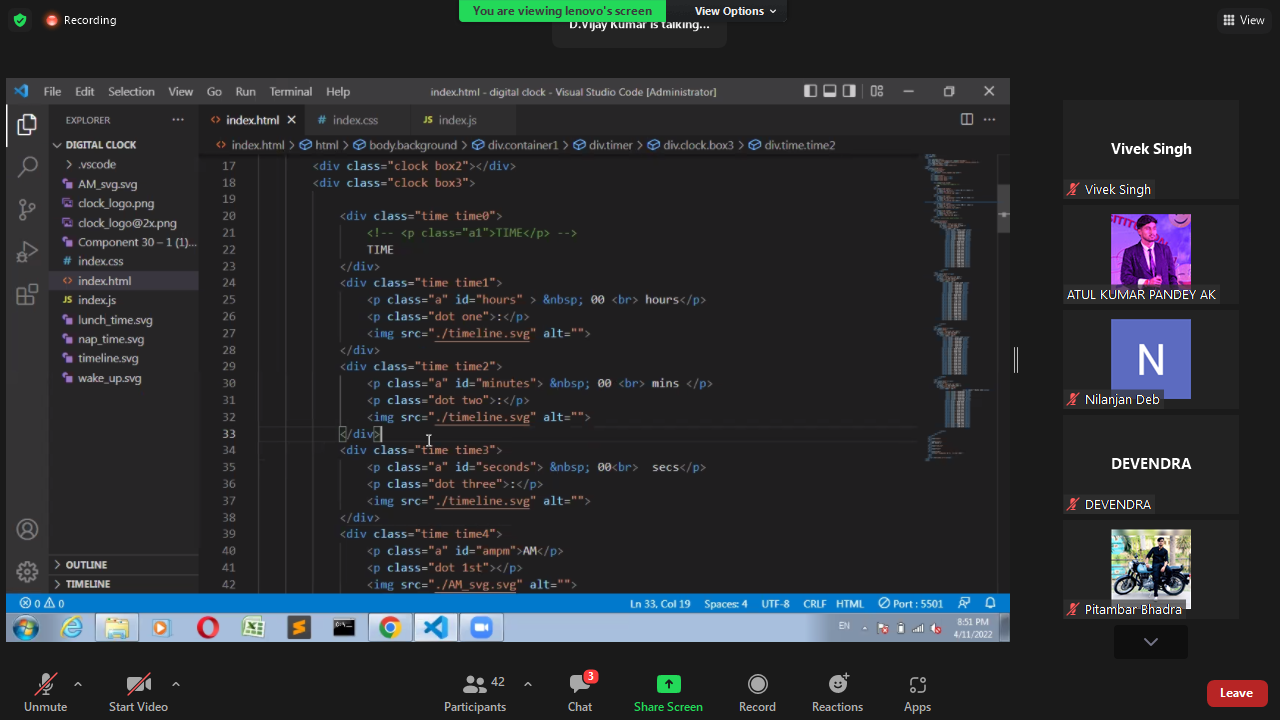 Recording
You are viewing lenovo's screen
View Options
D.Vijay Kumar is talking...
View
File Edit Selection View Go Run Terminal Help
index.html - digital clock - Visual Studio Code [Administrator]
EXPLORER
DIGITAL CLOCK
.vscode
AM_svg.svg
clock_logo.png
clock_logo@2x.png
Component 30 – 1 (1)...
index.css
index.html
index.js
lunch_time.svg
nap_time.svg
timeline.svg
wake_up.svg
OUTLINE
TIMELINE
index.html index.css index.js
index.html > html > body.background > div.container1 > div.timer > div.clock.box3 > div.time.time2
17 <div class="clock box2"></div>
18 <div class="clock box3">
19
20 <div class="time time0">
21 <!-- <p class="a1">TIME</p> -->
22 TIME
23 </div>
24 <div class="time time1">
25 <p class="a" id="hours" > &nbsp; 00 <br> hours</p>
26 <p class="dot one">:</p>
27 <img src="./timeline.svg" alt="">
28 </div>
29 <div class="time time2">
30 <p class="a" id="minutes"> &nbsp; 00 <br> mins </p>
31 <p class="dot two">:</p>
32 <img src="./timeline.svg" alt="">
33 </div>
34 <div class="time time3">
35 <p class="a" id="seconds"> &nbsp; 00<br>  secs</p>
36 <p class="dot three">:</p>
37 <img src="./timeline.svg" alt="">
38 </div>
39 <div class="time time4">
40 <p class="a" id="ampm">AM</p>
41 <p class="dot 1st"></p>
42 <img src="./AM_svg.svg" alt="">
0 0
Ln 33, Col 19 Spaces: 4 UTF-8 CRLF HTML Port : 5501
EN
8:51 PM
4/11/2022
Vivek Singh
Vivek Singh
ATUL KUMAR PANDEY AK
N
Nilanjan Deb
DEVENDRA
DEVENDRA
Pitambar Bhadra
Unmute
Start Video
42
Participants
3
Chat
Share Screen
Record
Reactions
Apps
Leave